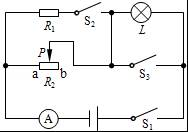 R₁ S₂ L
P
a b S₃
R₂
A S₁